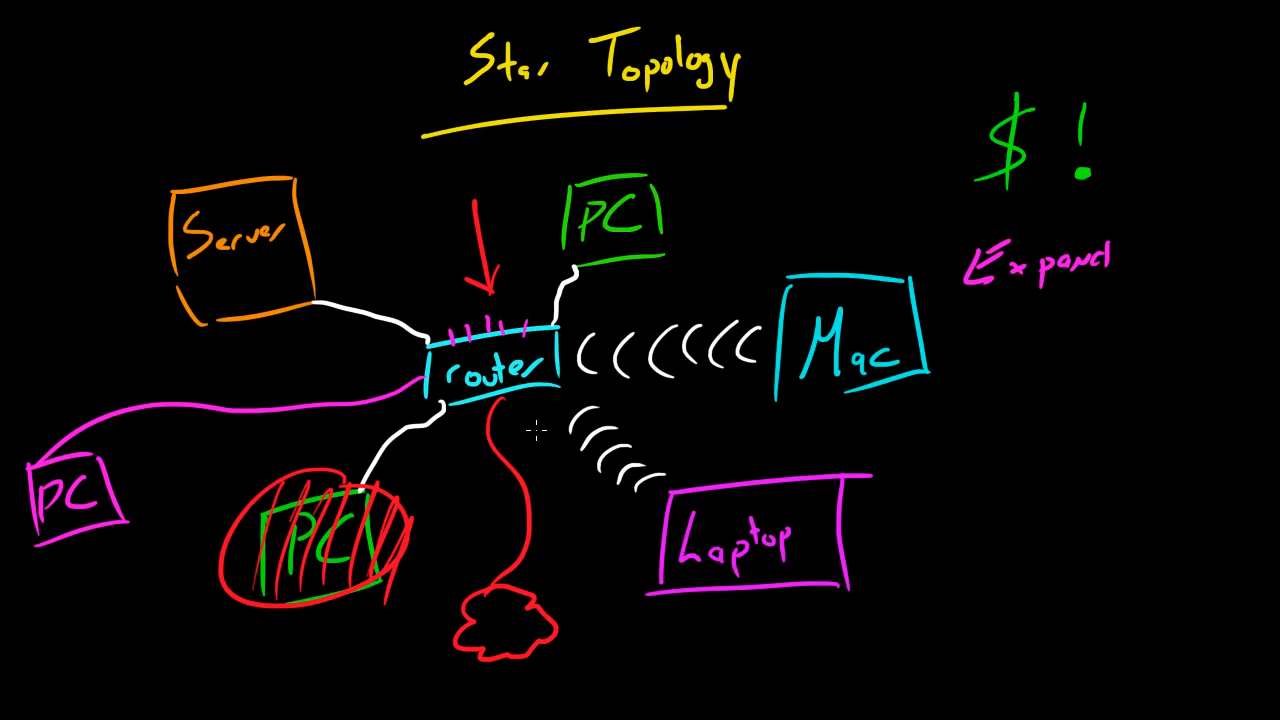 Star Topology
$ !
Server
PC
Expand
Mac
router
PC
PC
Laptop